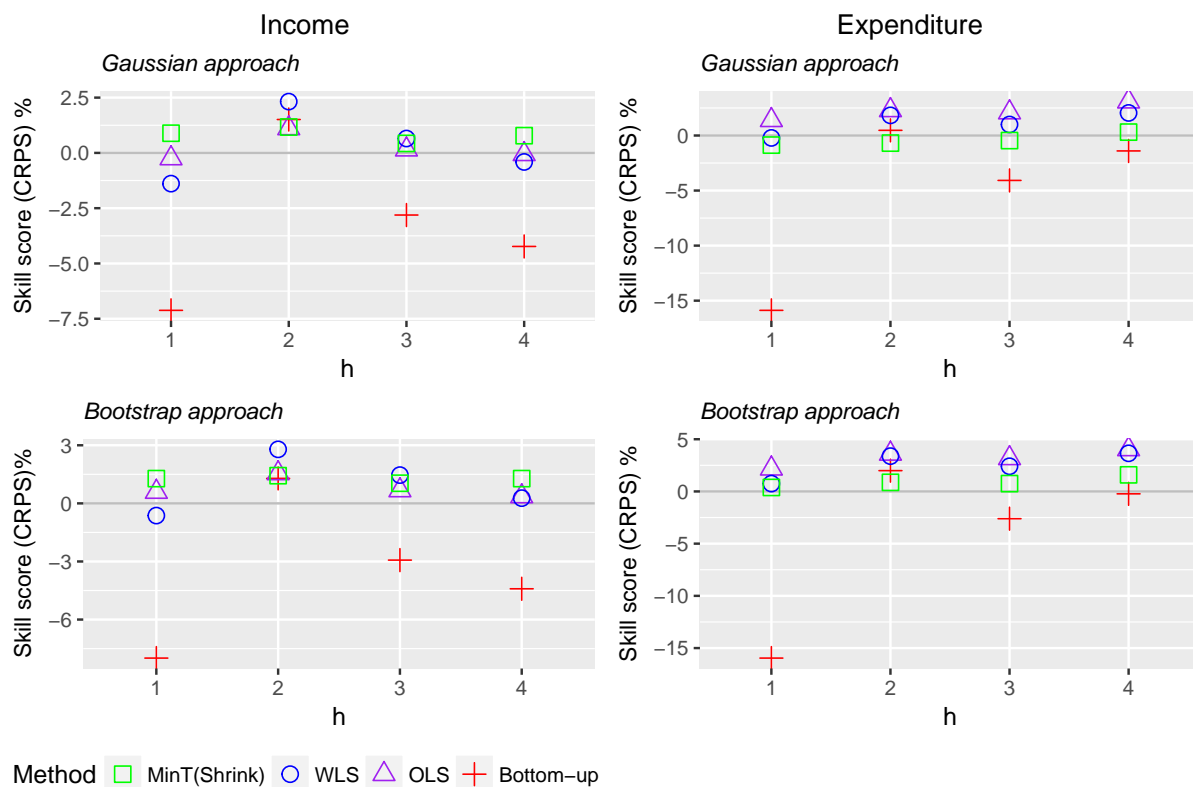 Income
Expenditure
Gaussian approach
Gaussian approach
Skill score (CRPS) %
2.5
0.0
−2.5
−5.0
−7.5
1 2 3 4
h
Skill score (CRPS) %
0
−5
−10
−15
1 2 3 4
h
Bootstrap approach
Bootstrap approach
Skill score (CRPS)%
3
0
−3
−6
1 2 3 4
h
Skill score (CRPS) %
5
0
−5
−10
−15
1 2 3 4
h
Method MinT(Shrink) WLS OLS Bottom−up